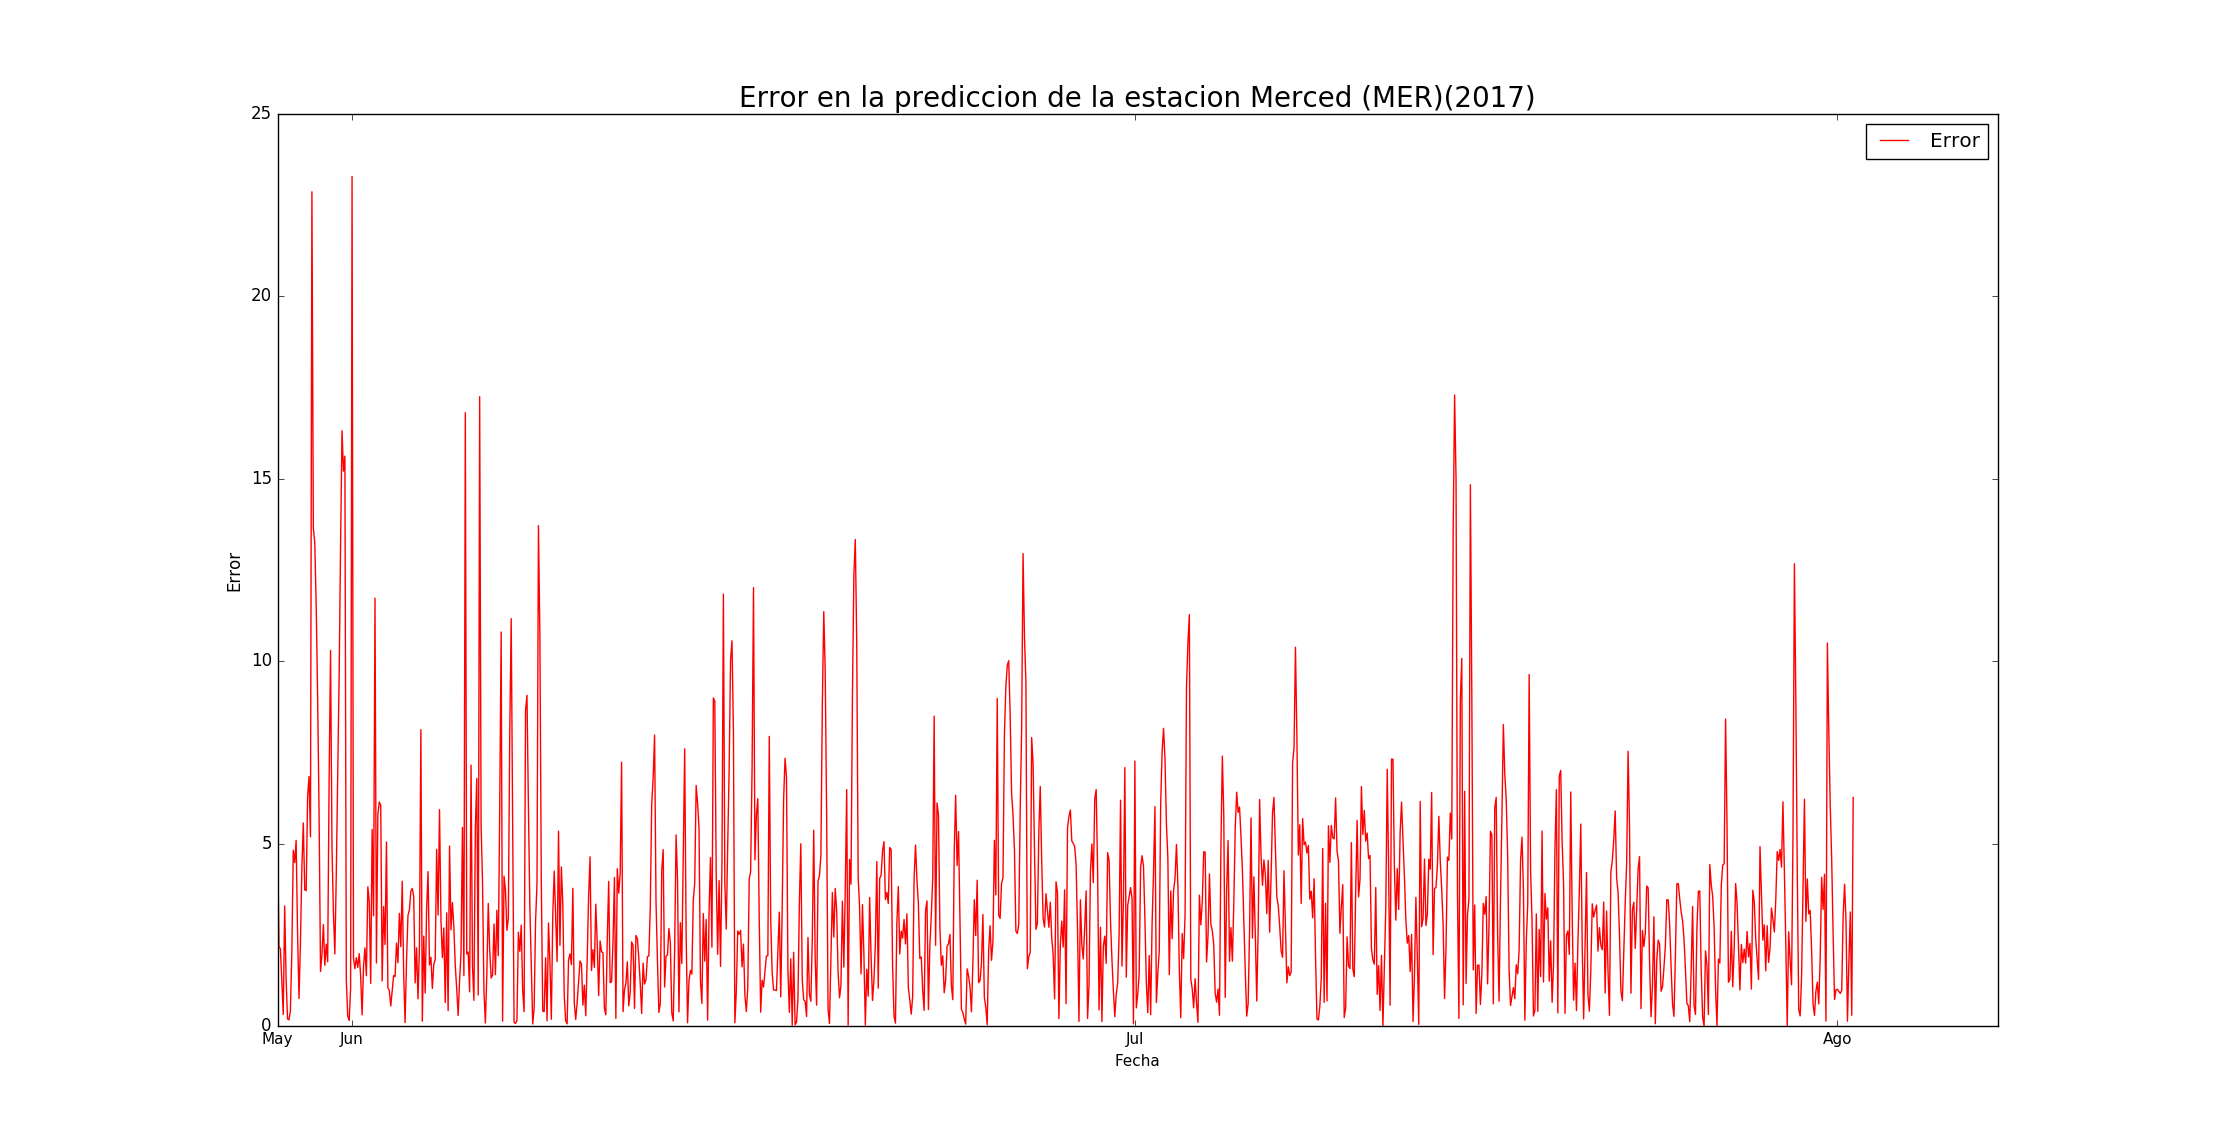 Error en la prediccion de la estacion Merced (MER)(2017)
25
Error
20
15
10
5
0
Error
May Jun Jul Ago
Fecha